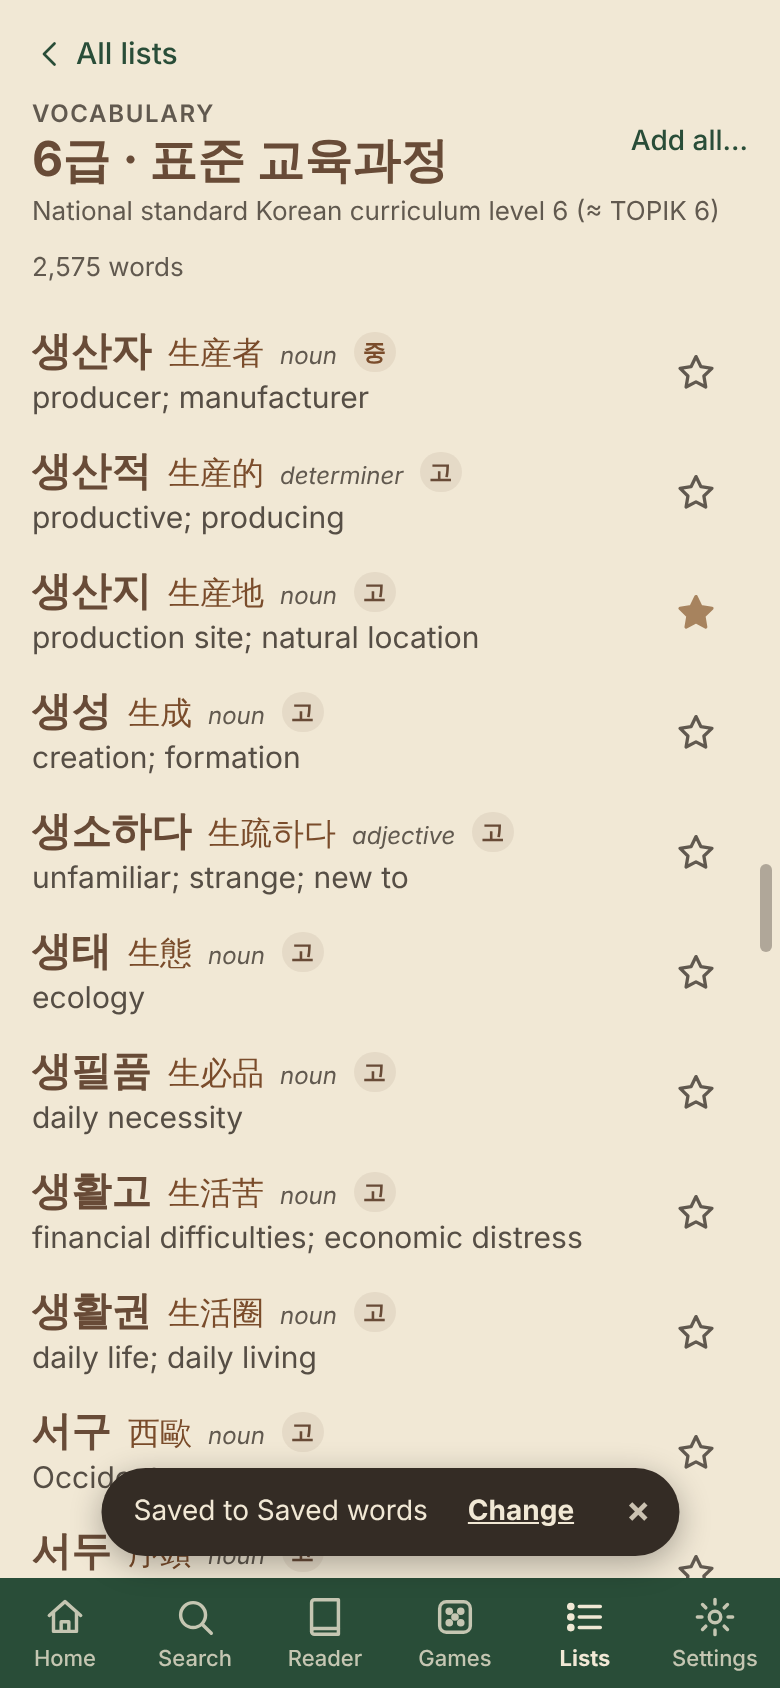 All lists
VOCABULARY
6급 · 표준 교육과정
Add all...
National standard Korean curriculum level 6 (≈ TOPIK 6)
2,575 words
생산자 生産者 noun 중
producer; manufacturer
생산적 生産的 determiner 고
productive; producing
생산지 生産地 noun 고
production site; natural location
생성 生成 noun 고
creation; formation
생소하다 生疏하다 adjective 고
unfamiliar; strange; new to
생태 生態 noun 고
ecology
생필품 生必品 noun 고
daily necessity
생활고 生活苦 noun 고
financial difficulties; economic distress
생활권 生活圈 noun 고
daily life; daily living
서구 西歐 noun 고
Saved to Saved words Change ×
서두 noun
Home Search Reader Games Lists Settings